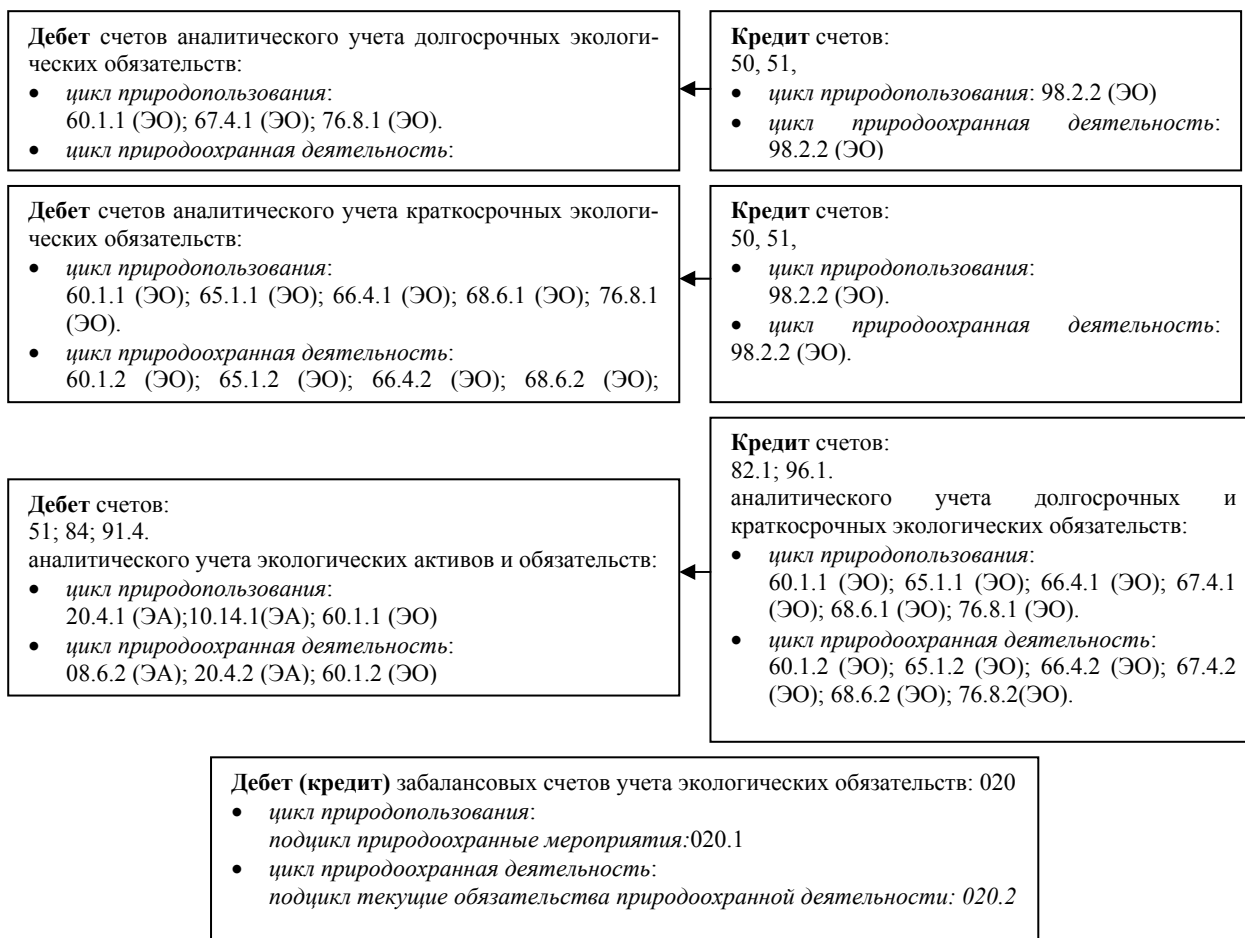 Дебет счетов аналитического учета долгосрочных экологи-
ческих обязательств:
• цикл природопользования:
60.1.1 (ЭО); 67.4.1 (ЭО); 76.8.1 (ЭО).
• цикл природоохранная деятельность:
Кредит счетов:
50, 51,
• цикл природопользования: 98.2.2 (ЭО)
• цикл природоохранная деятельность:
98.2.2 (ЭО)
Дебет счетов аналитического учета краткосрочных экологи-
ческих обязательств:
• цикл природопользования:
60.1.1 (ЭО); 65.1.1 (ЭО); 66.4.1 (ЭО); 68.6.1 (ЭО); 76.8.1
(ЭО).
• цикл природоохранная деятельность:
60.1.2 (ЭО); 65.1.2 (ЭО); 66.4.2 (ЭО); 68.6.2 (ЭО);
Кредит счетов:
50, 51,
• цикл природопользования:
98.2.2 (ЭО).
• цикл природоохранная деятельность:
98.2.2 (ЭО).
Дебет счетов:
51; 84; 91.4.
аналитического учета экологических активов и обязательств:
• цикл природопользования:
20.4.1 (ЭА);10.14.1(ЭА); 60.1.1 (ЭО)
• цикл природоохранная деятельность:
08.6.2 (ЭА); 20.4.2 (ЭА); 60.1.2 (ЭО)
Кредит счетов:
82.1; 96.1.
аналитического учета долгосрочных и
краткосрочных экологических обязательств:
• цикл природопользования:
60.1.1 (ЭО); 65.1.1 (ЭО); 66.4.1 (ЭО); 67.4.1
(ЭО); 68.6.1 (ЭО); 76.8.1 (ЭО).
• цикл природоохранная деятельность:
60.1.2 (ЭО); 65.1.2 (ЭО); 66.4.2 (ЭО); 67.4.2
(ЭО); 68.6.2 (ЭО); 76.8.2(ЭО).
Дебет (кредит) забалансовых счетов учета экологических обязательств: 020
• цикл природопользования:
подцикл природоохранные мероприятия:020.1
• цикл природоохранная деятельность:
подцикл текущие обязательства природоохранной деятельности: 020.2